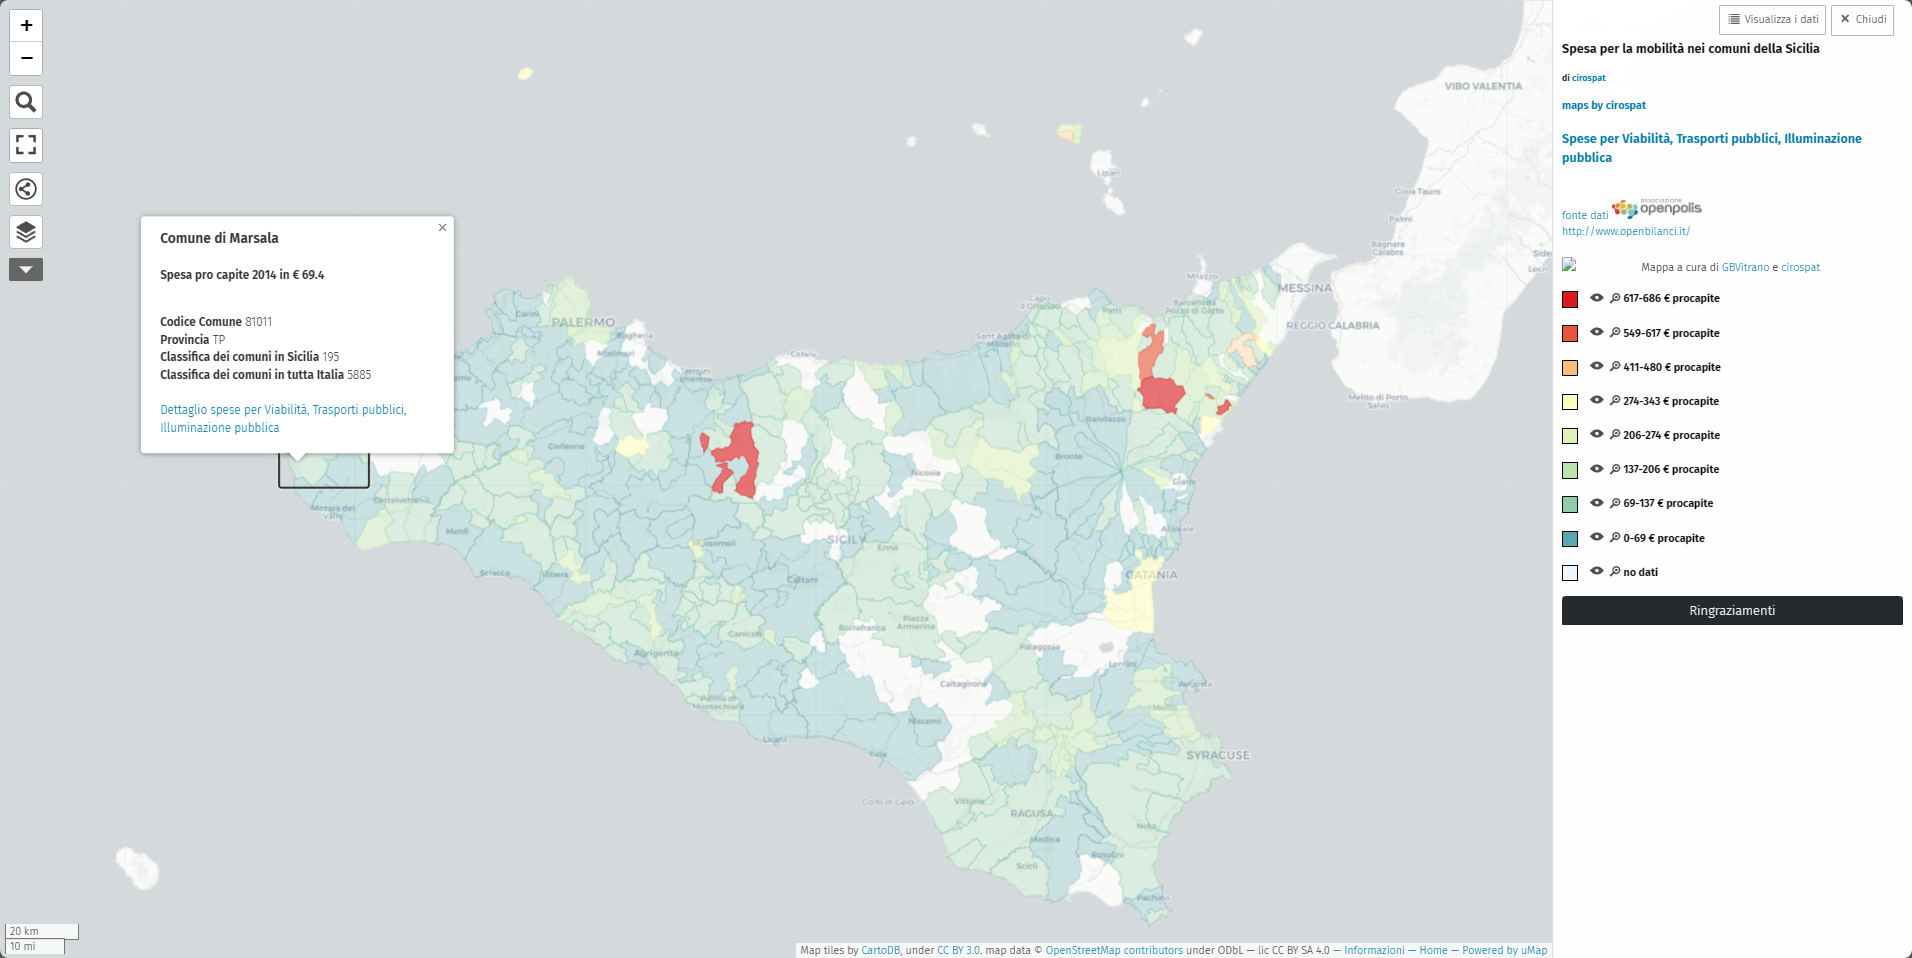 +
−
Comune di Marsala
×
Spesa pro capite 2014 in € 69.4
Codice Comune 81011
Provincia TP
Classifica dei comuni in Sicilia 195
Classifica dei comuni in tutta Italia 5885
Dettaglio spese per Viabilità, Trasporti pubblici,
Illuminazione pubblica
VIBO VALENTIA
Lipari
Gioia Tauro
Palmi
Bagnara
Calabra
Locri
Milazzo
MESSINA
REGGIO CALABRIA
Melito di Porto
Salvo
Capo
d'Orlando
Patti
Barcellona
Pozzo di Gotto
Sant'Agata di
Militello
Carini
PALERMO
Bagheria
Misilmeri
Termini
Imerese
Cefalù
Randazzo
Corleone
Nicosia
Bronte
Giarre
Castelvetrano
Mazara del
Vallo
Menfi
SICILY
Enna
Acireale
Sciacca
Ribera
CATANIA
Canicatti
Barrafranca
Piazza
Armerina
Palagonia
Lentini
Agrigento
Caltagirone
Augusta
Palma di
Montechiaro
Niscemi
Melilli
Licata
Gela
SYRACUSE
Golfo di Gela
Vittoria
RAGUSA
Noto
Modica
Rosolini
Scicli
Pachino
20 km
10 mi
Map tiles by CartoDB, under CC BY 3.0. map data © OpenStreetMap contributors under ODbL — lic CC BY SA 4.0 — Informazioni — Home — Powered by uMap
Visualizza i dati
× Chiudi
Spesa per la mobilità nei comuni della Sicilia
di cirospat
maps by cirospat
Spese per Viabilità, Trasporti pubblici, Illuminazione
pubblica
associazione
fonte dati openpolis
http://www.openbilanci.it/
Mappa a cura di GBVitrano e cirospat
617-686 € procapite
549-617 € procapite
411-480 € procapite
274-343 € procapite
206-274 € procapite
137-206 € procapite
69-137 € procapite
0-69 € procapite
no dati
Ringraziamenti